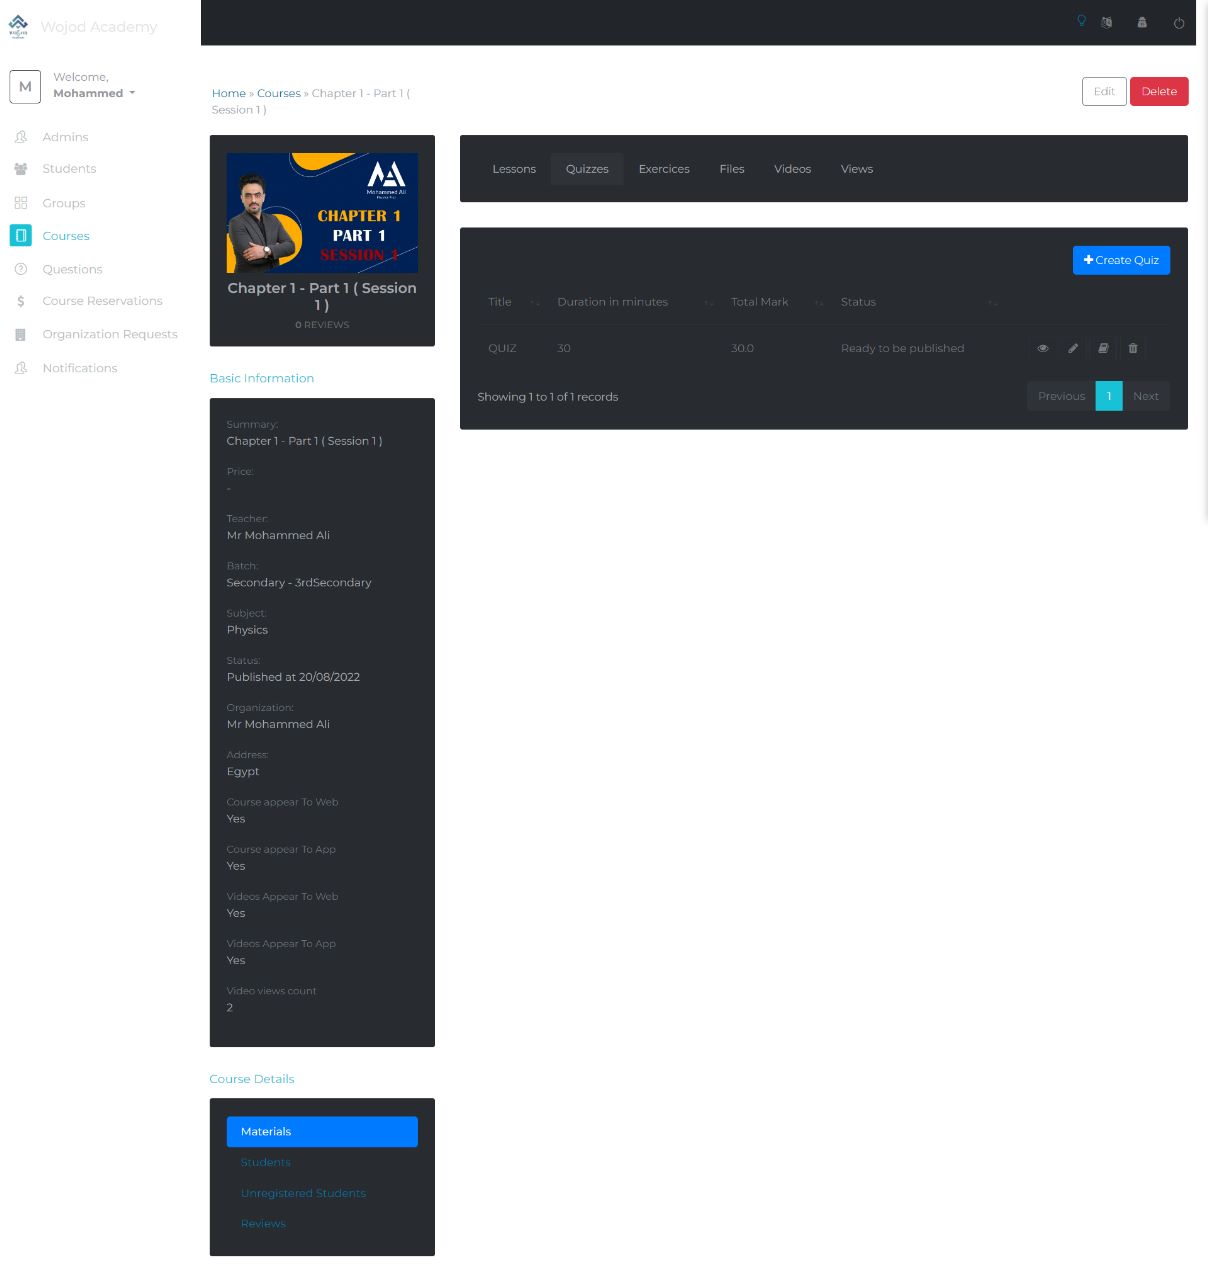 Wojod Academy
M
Welcome,
Mohammed
Admins
Students
Groups
Courses
Questions
Course Reservations
Organization Requests
Notifications
Home » Courses » Chapter 1 - Part 1 (
Session 1 )
Edit
Delete
Mohammed Ali
CHAPTER 1
PART 1
SESSION 1
Chapter 1 - Part 1 ( Session
1 )
0 REVIEWS
Lessons
Quizzes
Exercices
Files
Videos
Views
Create Quiz
Title
Duration in minutes
Total Mark
Status
QUIZ
30
30.0
Ready to be published
Showing 1 to 1 of 1 records
Previous
1
Next
Basic Information
Summary:
Chapter 1 - Part 1 ( Session 1 )
Price:
-
Teacher:
Mr Mohammed Ali
Batch:
Secondary - 3rdSecondary
Subject:
Physics
Status:
Published at 20/08/2022
Organization:
Mr Mohammed Ali
Address:
Egypt
Course appear To Web
Yes
Course appear To App
Yes
Videos Appear To Web
Yes
Videos Appear To App
Yes
Video views count
2
Course Details
Materials
Students
Unregistered Students
Reviews